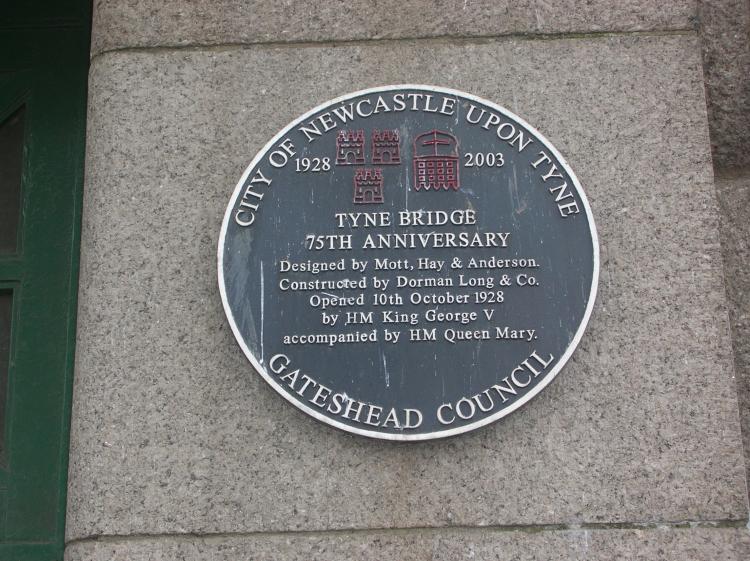 CITY OF NEWCASTLE UPON TYNE
1928 2003
TYNE BRIDGE
75TH ANNIVERSARY
Designed by Mott, Hay & Anderson.
Constructed by Dorman Long & Co.
Opened 10th October 1928
by HM King George V
accompanied by HM Queen Mary.
GATESHEAD COUNCIL